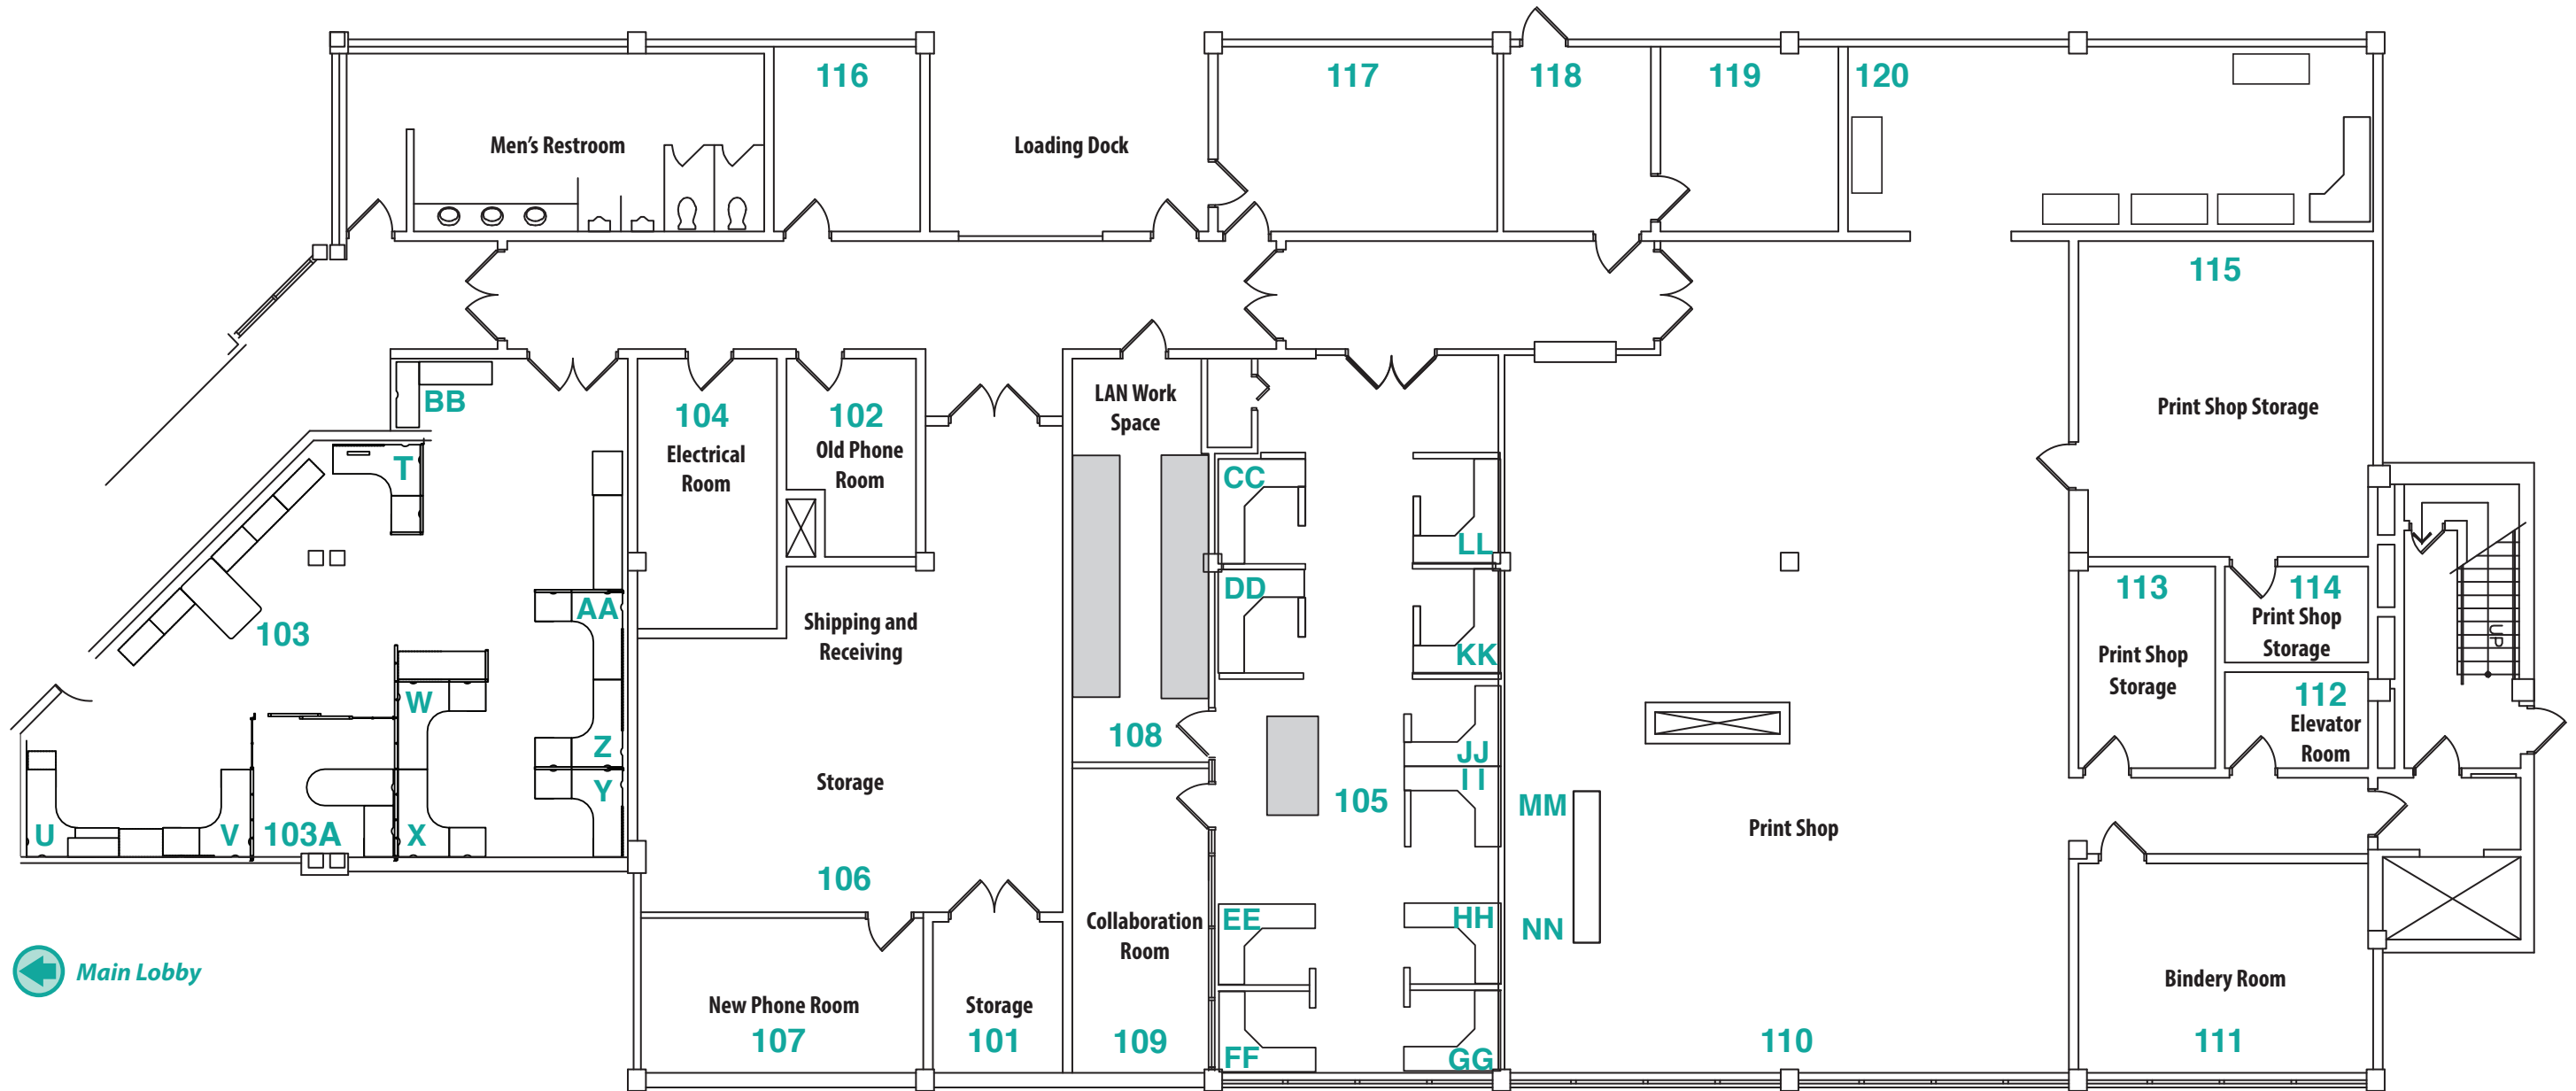 116
117
118
119
120
Men's Restroom
Loading Dock
115
BB
104
Electrical
Room
102
Old Phone
Room
LAN Work
Space
Print Shop Storage
T
CC
LL
DD
KK
103
AA
Shipping and
Receiving
113
Print Shop
Storage
114
Print Shop
Storage
UP
W
Z
Y
108
JJ
II
112
Elevator
Room
Storage
105
MM
Print Shop
U
V
103A
X
106
EE
HH
NN
Collaboration
Room
Main Lobby
New Phone Room
107
Storage
101
109
FF
GG
110
Bindery Room
111